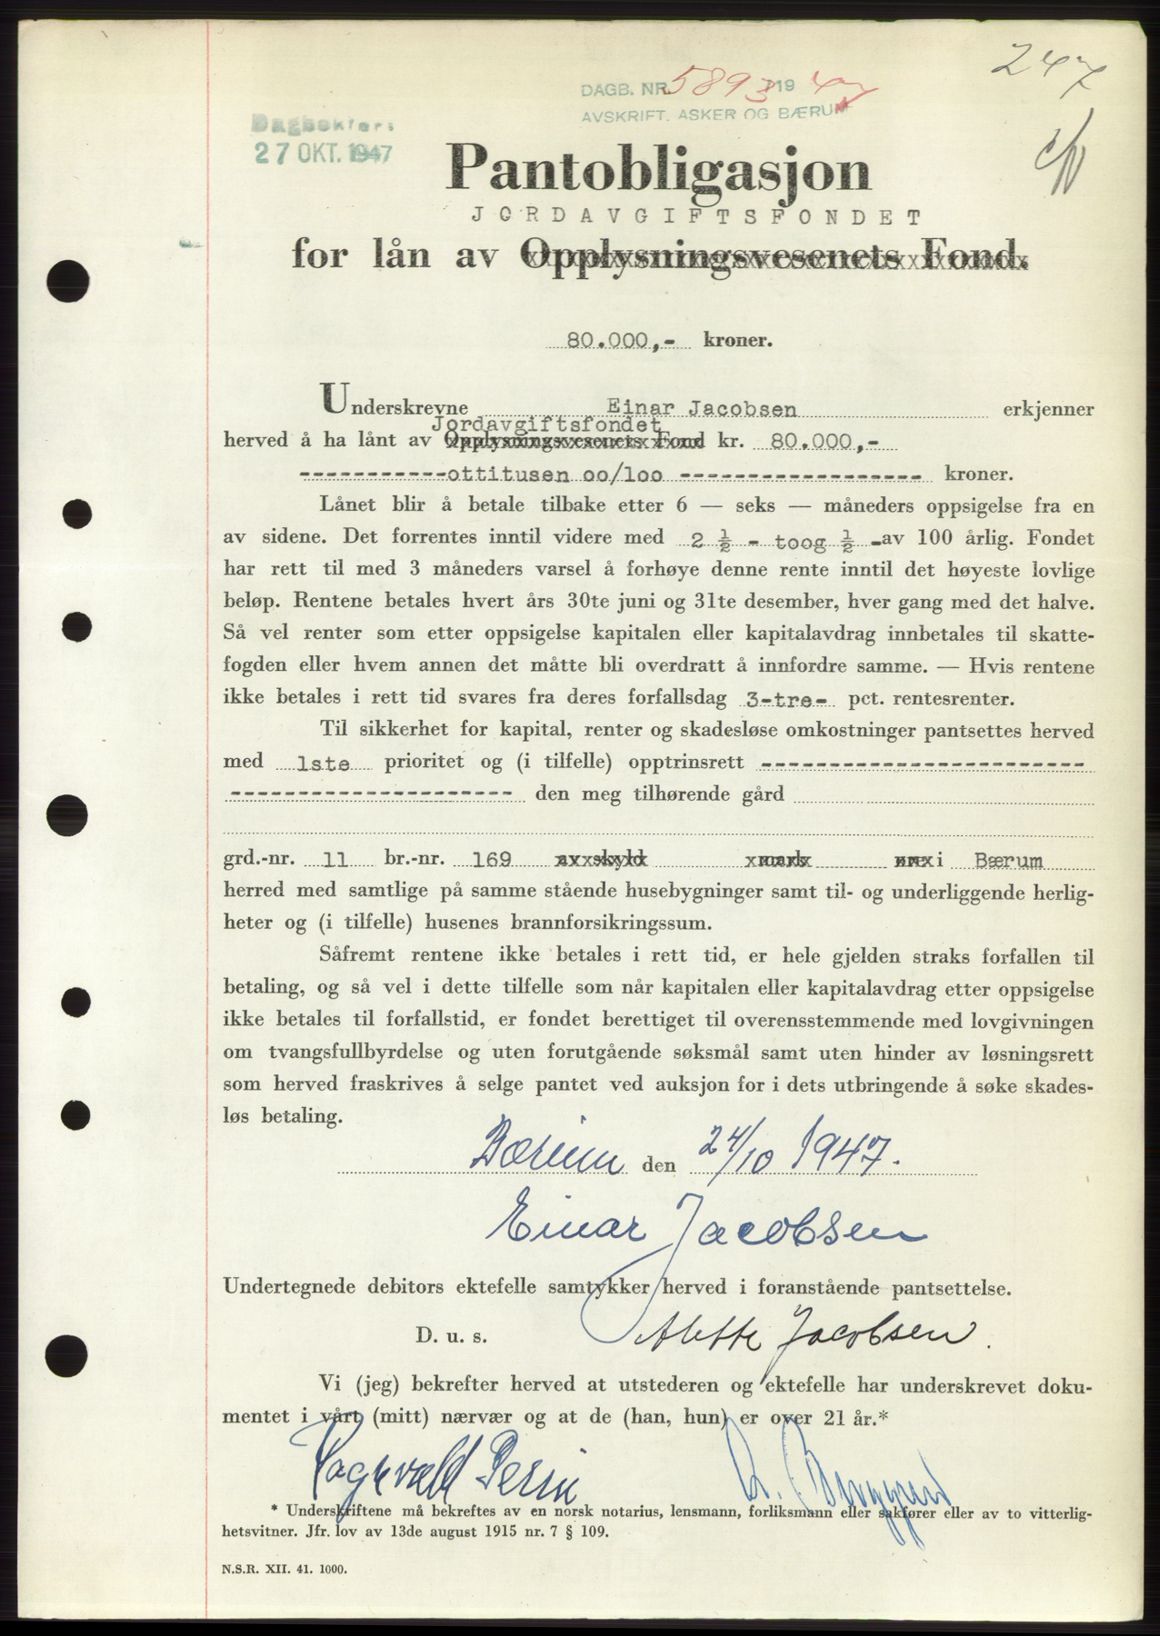 247
DAGB. NR. 5893 /19 47
AVSKRIFT. ASKER OG BÆRUM
Dagbokført
27 OKT. 1947
Pantobligasjon
JORDAVGIFTSFONDET
for lån av Opplysningsvesenets Fond.
80.000,- kroner.
Underskrevne Einar Jacobsen erkjenner
Jordavgiftsfondet
herved å ha lånt av Opplysningsvesenets Fond kr. 80.000,-
-----------ottitusen oo/loo ------------------ kroner.
Lånet blir å betale tilbake etter 6 — seks — måneders oppsigelse fra en
av sidene. Det forrentes inntil videre med 2 ½ - toog ½ -av 100 årlig. Fondet
har rett til med 3 måneders varsel å forhøye denne rente inntil det høyeste lovlige
beløp. Rentene betales hvert års 30te juni og 31te desember, hver gang med det halve.
Så vel renter som etter oppsigelse kapitalen eller kapitalavdrag innbetales til skatte-
fogden eller hvem annen det måtte bli overdratt å innfordre samme. — Hvis rentene
ikke betales i rett tid svares fra deres forfallsdag 3-tre- pct. rentesrenter.
Til sikkerhet for kapital, renter og skadesløse omkostninger pantsettes herved
med 1ste prioritet og (i tilfelle) opptrinsrett ------------------------
--------------------- den meg tilhørende gård
grd.-nr. 11 br.-nr. 169 av skyld mark øre i Bærum
herred med samtlige på samme stående husebygninger samt til- og underliggende herlig-
heter og (i tilfelle) husenes brannforsikringssum.
Såfremt rentene ikke betales i rett tid, er hele gjelden straks forfallen til
betaling, og så vel i dette tilfelle som når kapitalen eller kapitalavdrag etter oppsigelse
ikke betales til forfallstid, er fondet berettiget til overensstemmende med lovgivningen
om tvangsfullbyrdelse og uten forutgående søksmål samt uten hinder av løsningsrett
som herved fraskrives å selge pantet ved auksjon for i dets utbringende å søke skades-
løs betaling.
Bærum den 24/10 1947.
Einar Jacobsen
Undertegnede debitors ektefelle samtykker herved i foranstående pantsettelse.
D. u. s. Alette Jacobsen.
Vi (jeg) bekrefter herved at utstederen og ektefelle har underskrevet doku-
mentet i vårt (mitt) nærvær og at de (han, hun) er over 21 år.*
* Underskriftene må bekreftes av en norsk notarius, lensmann, forliksmann eller sakfører eller av to vitterlig-
hetsvitner. Jfr. lov av 13de august 1915 nr. 7 § 109.
N.S.R. XII. 41. 1000.